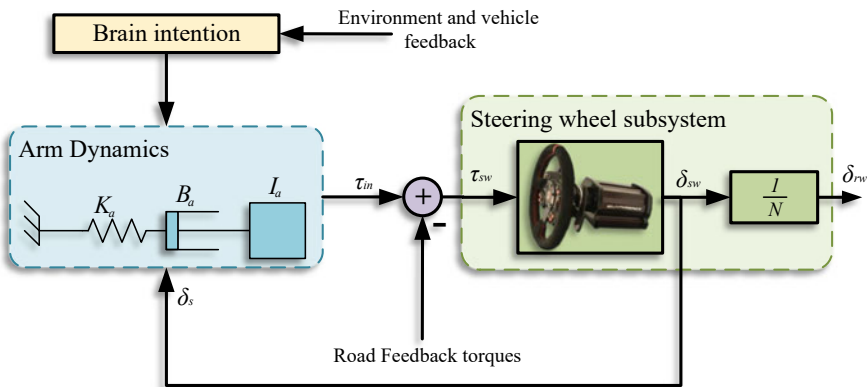 Brain intention
Environment and vehicle
feedback
Arm Dynamics
K_a
B_a
I_a
τ_in
+
-
τ_sw
Steering wheel subsystem
δ_sw
1
N
δ_rw
δ_s
Road Feedback torques